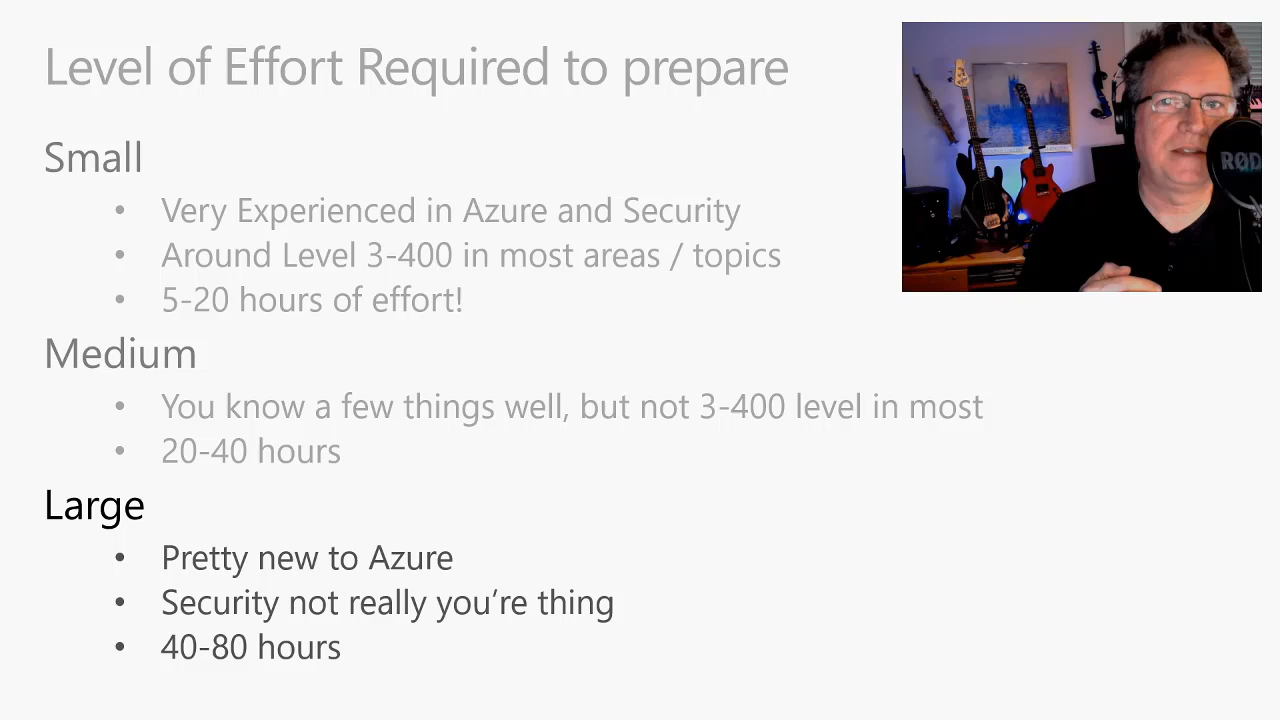 Level of Effort Required to prepare
Small
• Very Experienced in Azure and Security
• Around Level 3-400 in most areas / topics
• 5-20 hours of effort!
Medium
• You know a few things well, but not 3-400 level in most
• 20-40 hours
Large
• Pretty new to Azure
• Security not really you’re thing
• 40-80 hours
RØD